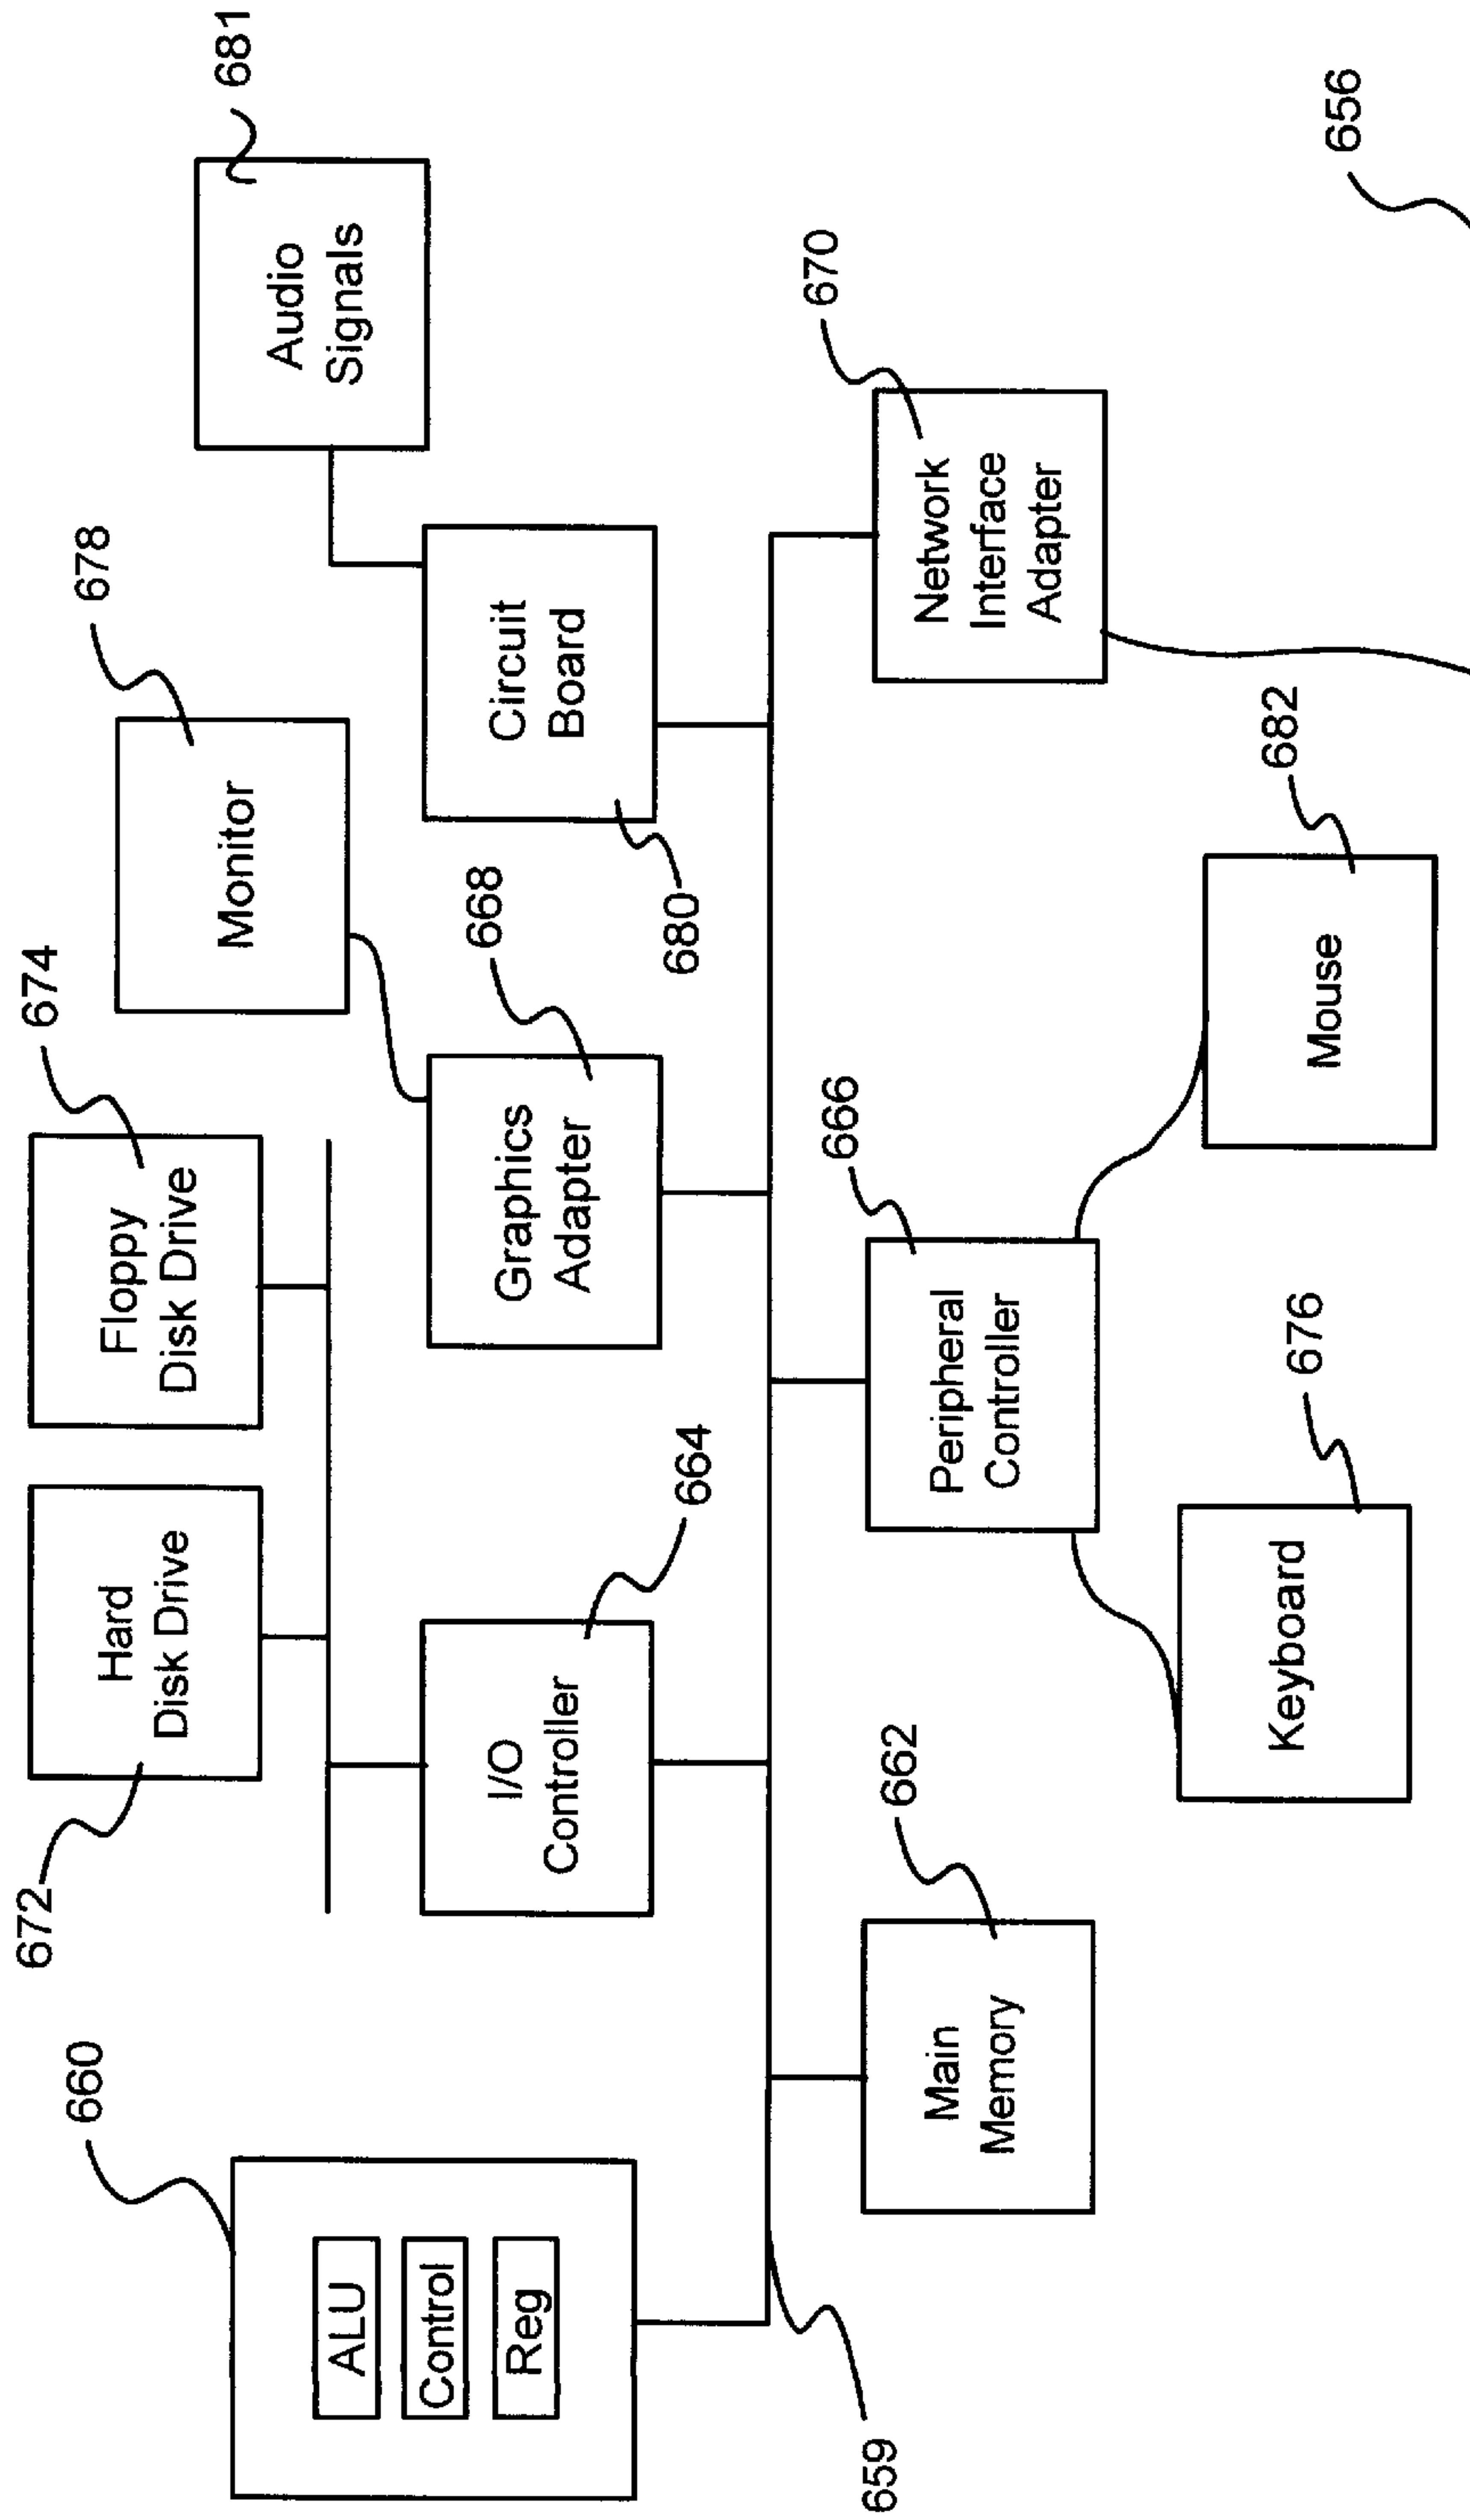 660
ALU
Control
Reg
659
672
Hard
Disk Drive
674
Floppy
Disk Drive
678
Monitor
681
Audio
Signals
I/O
Controller
664
Graphics
Adapter
668
Circuit
Board
680
Main
Memory
662
Peripheral
Controller
666
Network
Interface
Adapter
670
Keyboard
676
Mouse
682
656